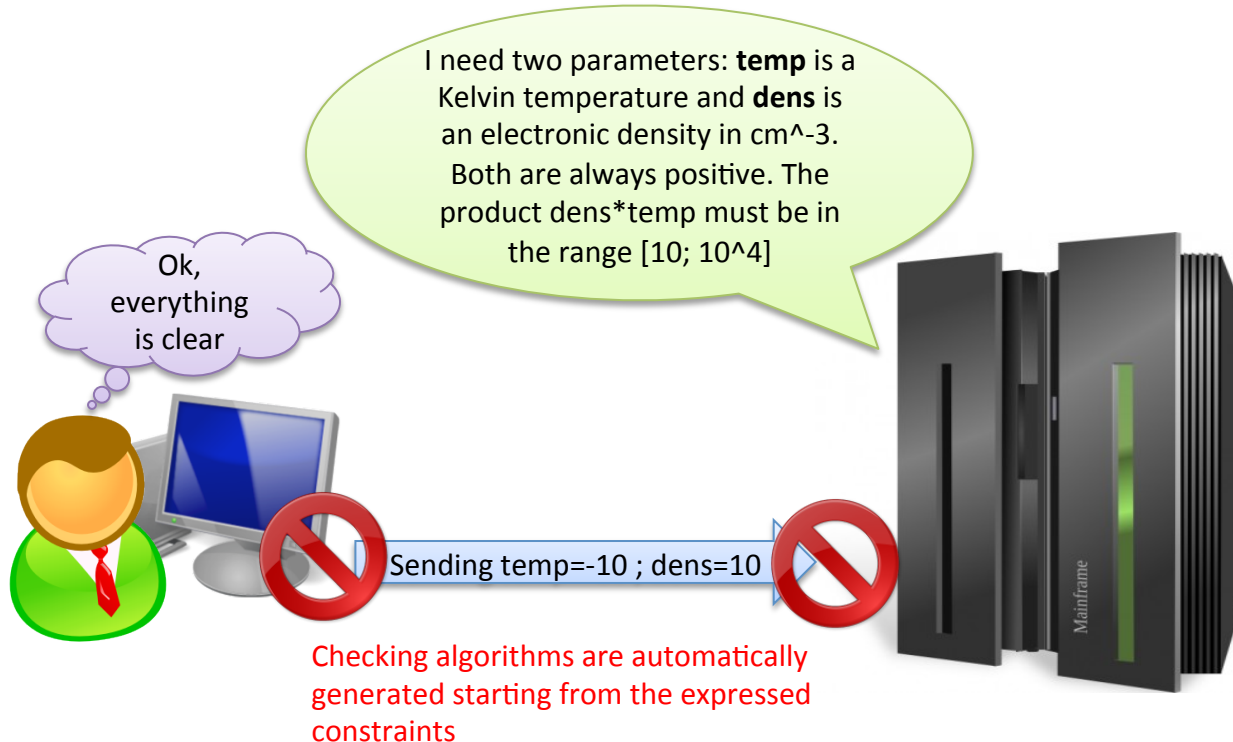 I need two parameters: temp is a
Kelvin temperature and dens is
an electronic density in cm^-3.
Both are always positive. The
product dens*temp must be in
the range [10; 10^4]
Ok,
everything
is clear
Sending temp=-10 ; dens=10
Mainframe
Checking algorithms are automatically
generated starting from the expressed
constraints